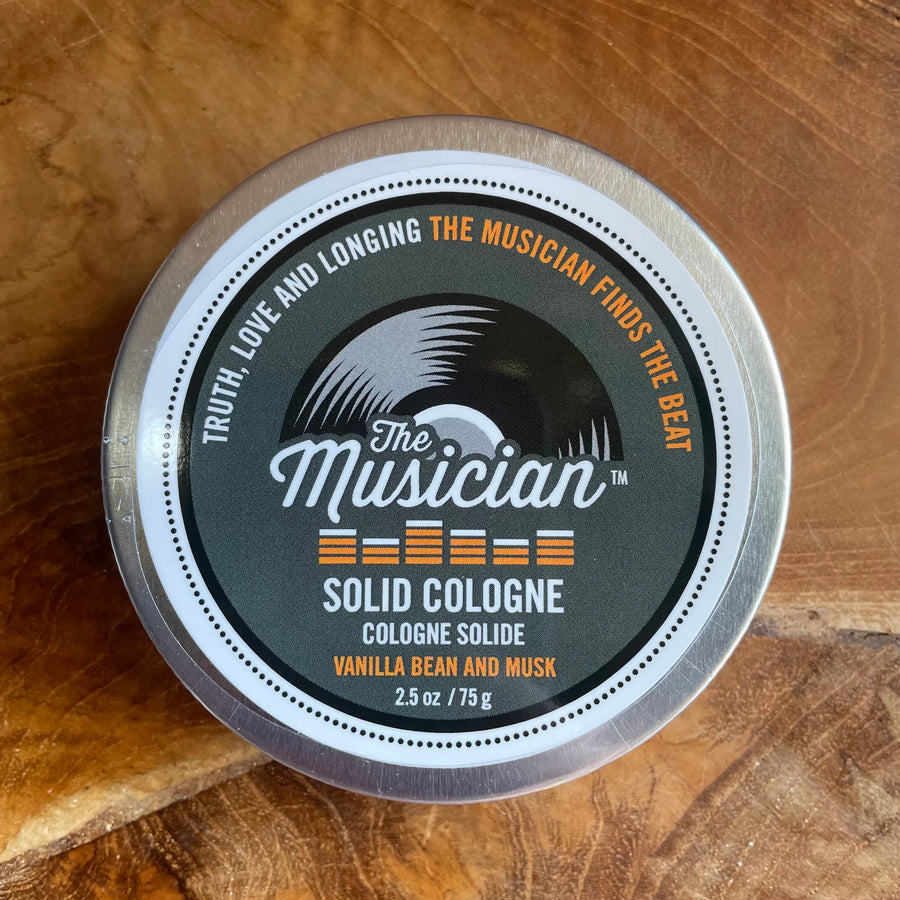 TRUTH, LOVE AND LONGING THE MUSICIAN FINDS THE BEAT
The
Musician™
SOLID COLOGNE
COLOGNE SOLIDE
VANILLA BEAN AND MUSK
2.5 oz / 75 g